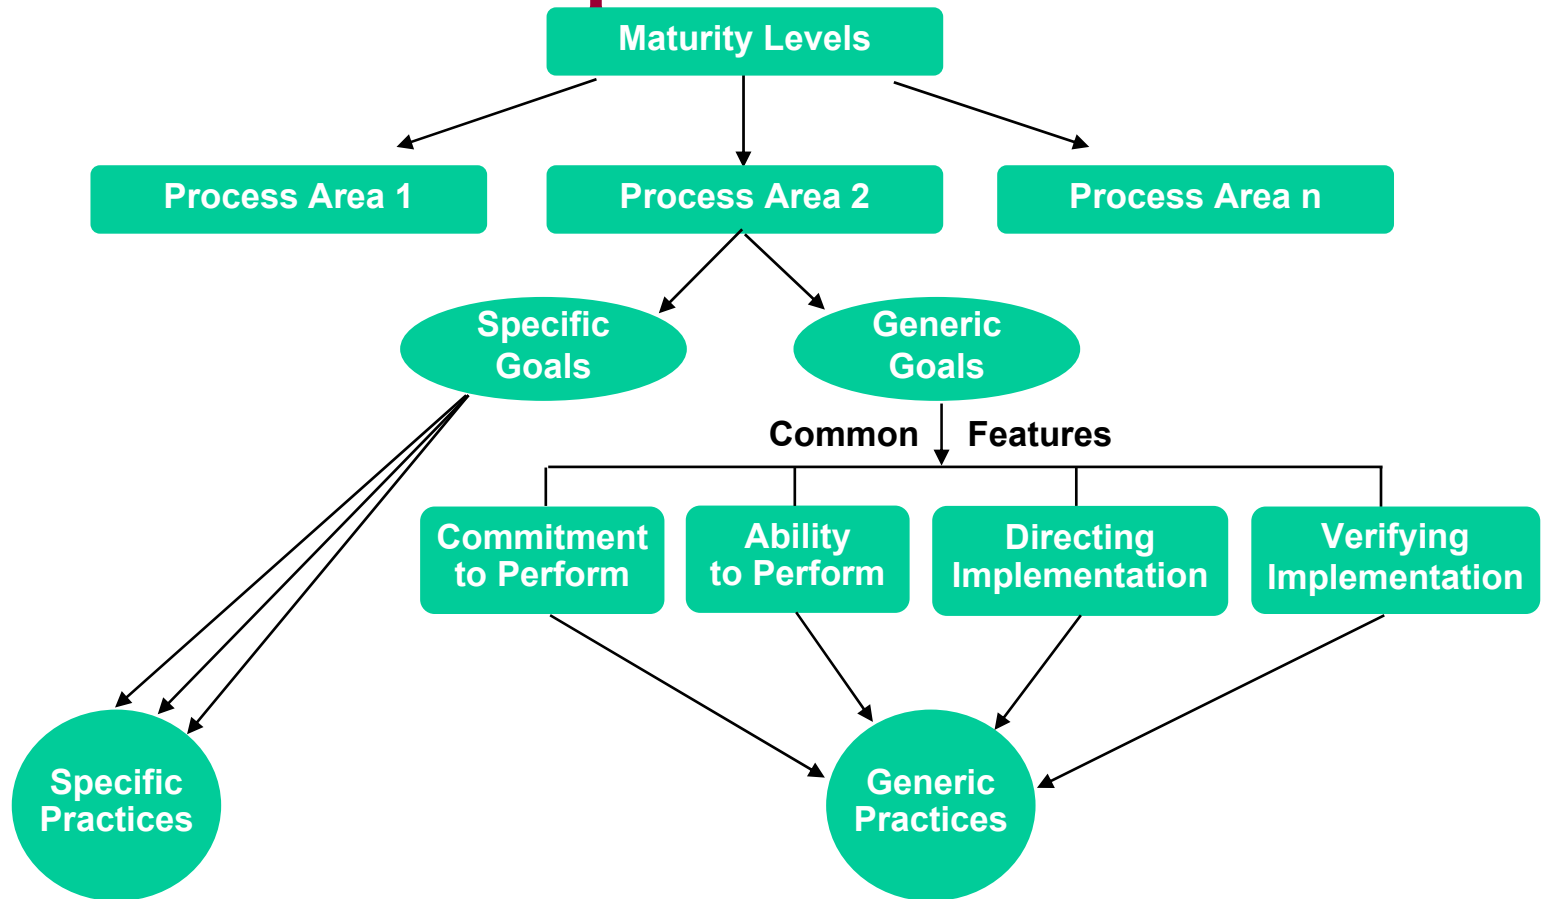 Maturity Levels
Process Area 1
Process Area 2
Process Area n
Specific
Goals
Generic
Goals
Common Features
Commitment
to Perform
Ability
to Perform
Directing
Implementation
Verifying
Implementation
Specific
Practices
Generic
Practices